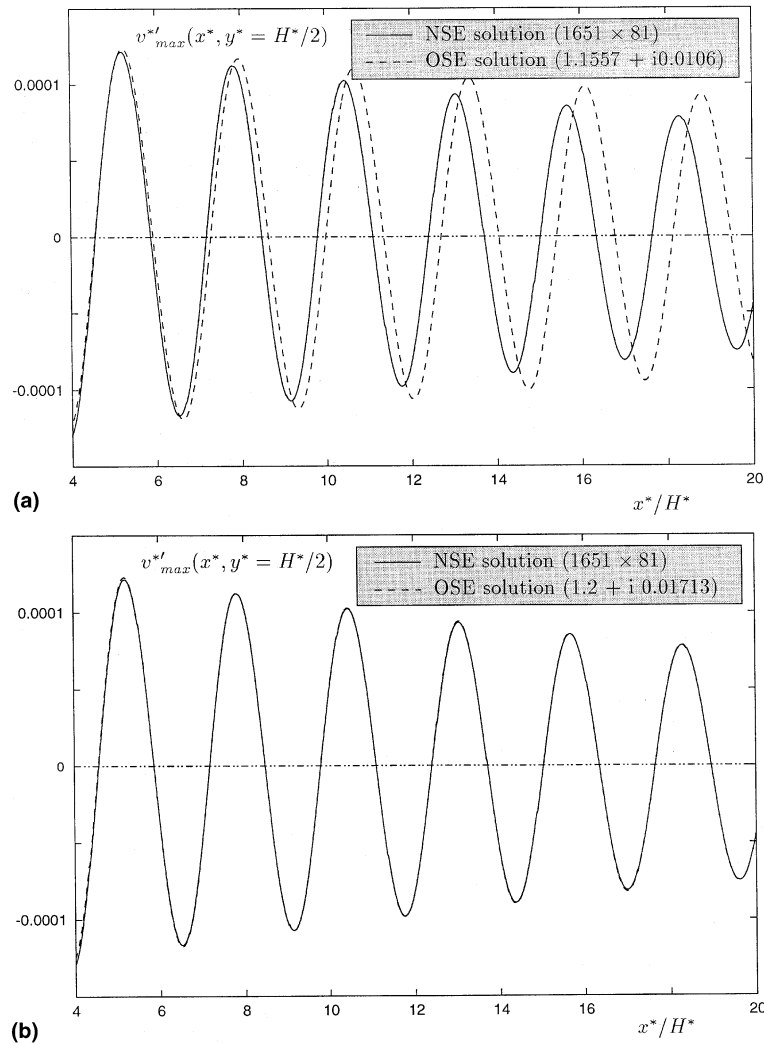 v*'max(x*, y* = H*/2)
NSE solution (1651 × 81)
OSE solution (1.1557 + i0.0106)
0.0001
0
-0.0001
4 6 8 10 12 14 16 18 20
(a)
x*/H*
v*'max(x*, y* = H*/2)
NSE solution (1651 × 81)
OSE solution (1.2 + i 0.01713)
0.0001
0
-0.0001
4 6 8 10 12 14 16 18 20
(b)
x*/H*